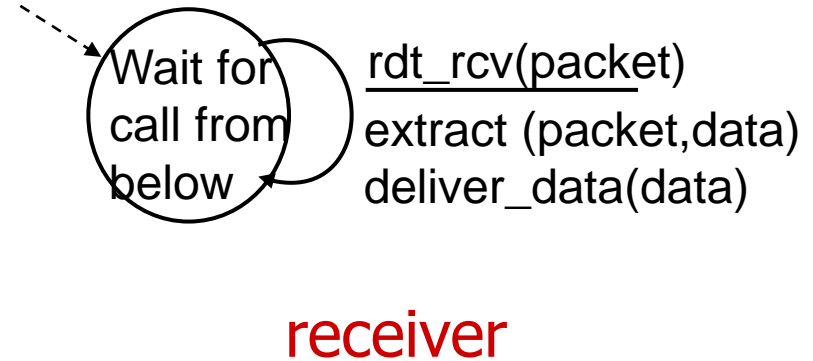 Wait for
call from
below
rdt_rcv(packet)
extract (packet,data)
deliver_data(data)
receiver